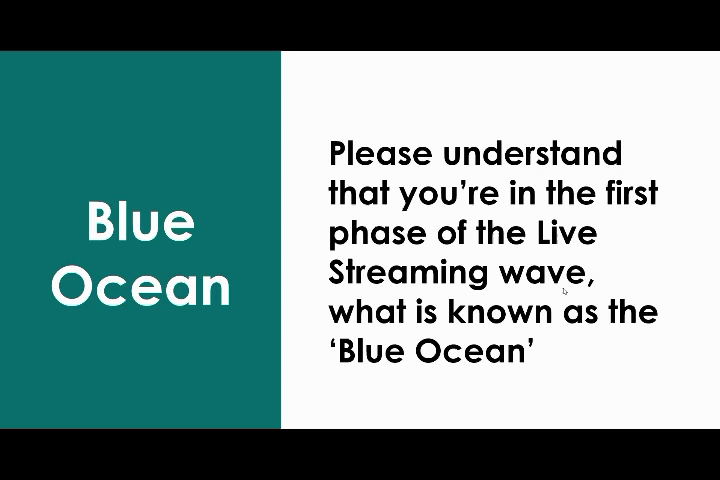 Blue
Ocean
Please understand
that you’re in the first
phase of the Live
Streaming wave,
what is known as the
‘Blue Ocean’